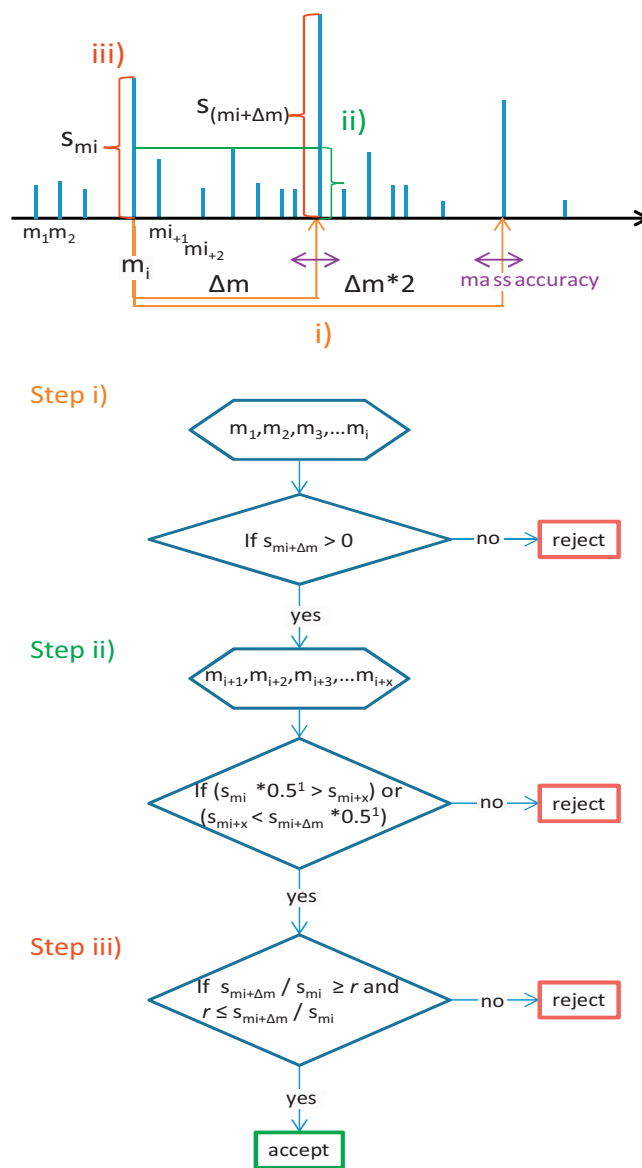 iii)
s(mi+Δm)
ii)
smi
m1 m2
mi+1
mi+2
mi
Δm
Δm*2
mass accuracy
i)
Step i)
m1,m2,m3,...mi
If smi+Δm > 0
no
reject
yes
Step ii)
mi+1,mi+2,mi+3,...mi+x
If (smi *0.5¹ > smi+x) or
(smi+x < smi+Δm *0.5¹)
no
reject
yes
Step iii)
If smi+Δm / smi ≥ r and
r ≤ smi+Δm / smi
no
reject
yes
accept